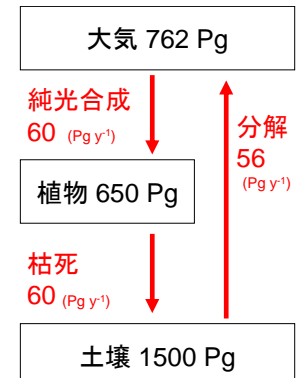 大気 762 Pg
純光合成
60 (Pg y-1)
分解
56
(Pg y-1)
植物 650 Pg
枯死
60 (Pg y-1)
土壌 1500 Pg